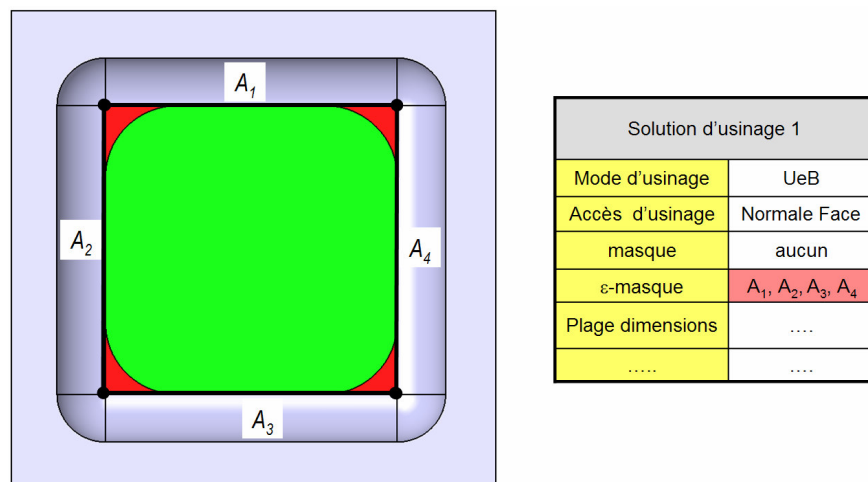 A1
A2
A4
A3
Solution d'usinage 1
Mode d'usinage UeB
Accès d'usinage Normale Face
masque aucun
ε-masque A1, A2, A3, A4
Plage dimensions ....
..... ....